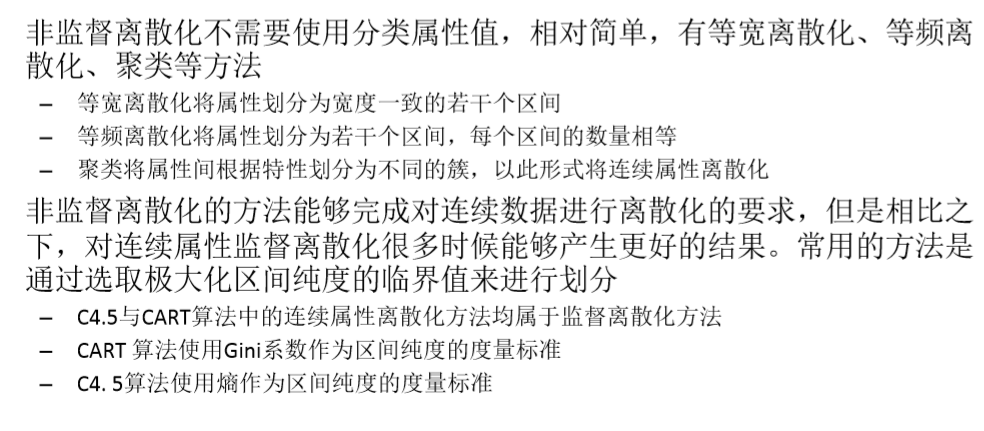 非监督离散化不需要使用分类属性值，相对简单，有等宽离散化、等频离
散化、聚类等方法
– 等宽离散化将属性划分为宽度一致的若干个区间
– 等频离散化将属性划分为若干个区间，每个区间的数量相等
– 聚类将属性间根据特性划分为不同的簇，以此形式将连续属性离散化
非监督离散化的方法能够完成对连续数据进行离散化的要求，但是相比之
下，对连续属性监督离散化很多时候能够产生更好的结果。常用的方法是
通过选取极大化区间纯度的临界值来进行划分
– C4.5与CART算法中的连续属性离散化方法均属于监督离散化方法
– CART 算法使用Gini系数作为区间纯度的度量标准
– C4. 5算法使用熵作为区间纯度的度量标准